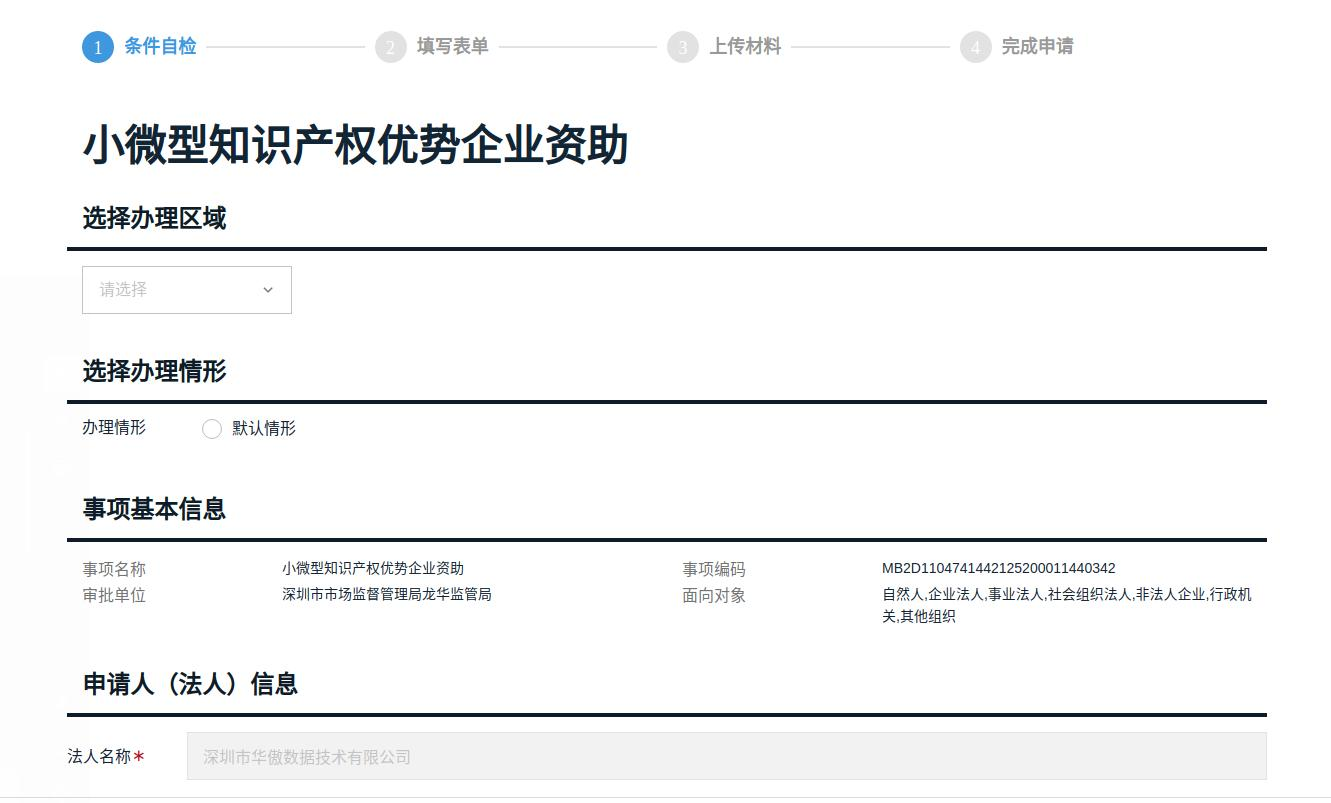 1 条件自检 2 填写表单 3 上传材料 4 完成申请
小微型知识产权优势企业资助
选择办理区域
请选择
选择办理情形
办理情形 默认情形
事项基本信息
事项名称 小微型知识产权优势企业资助 事项编码 MB2D1104741442125200011440342
审批单位 深圳市市场监督管理局龙华监管局 面向对象 自然人,企业法人,事业法人,社会组织法人,非法人企业,行政机
关,其他组织
申请人（法人）信息
法人名称* 深圳市华傲数据技术有限公司